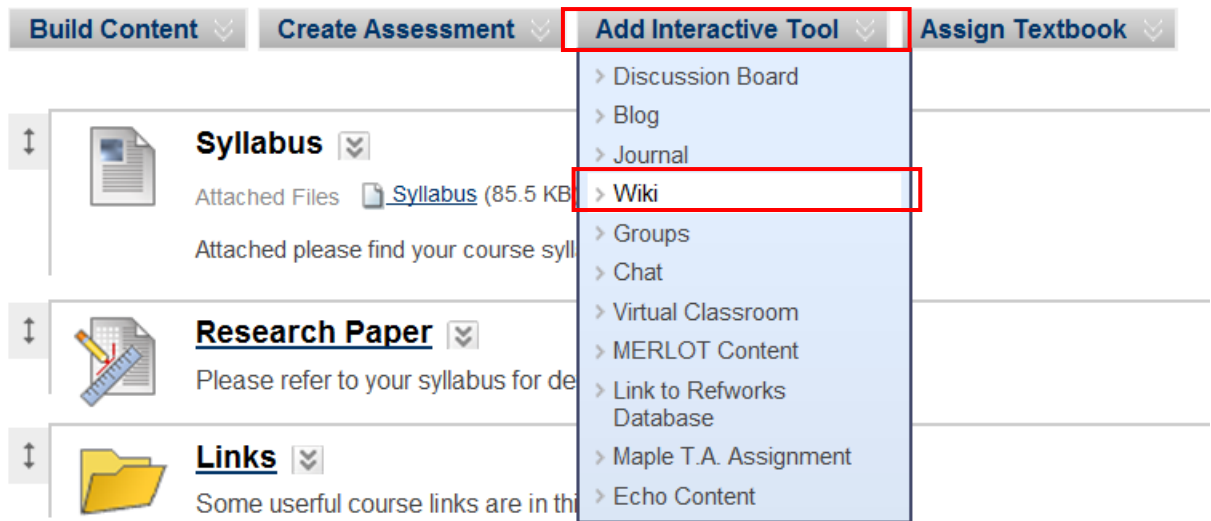 Build Content Create Assessment Add Interactive Tool Assign Textbook
Discussion Board
Blog
Journal
Wiki
Groups
Chat
Virtual Classroom
MERLOT Content
Link to Refworks
Database
Maple T.A. Assignment
Echo Content
Syllabus
Attached Files Syllabus (85.5 KB)
Attached please find your course syll
Research Paper
Please refer to your syllabus for de
Links
Some userful course links are in thi